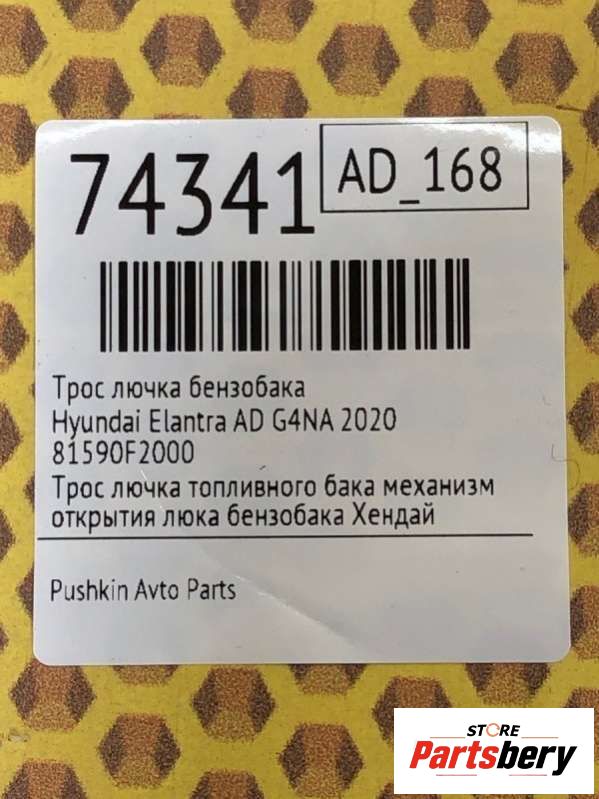 74341
AD_168
Трос лючка бензобака
Hyundai Elantra AD G4NA 2020
81590F2000
Трос лючка топливного бака механизм
открытия люка бензобака Хендай
Pushkin Avto Parts
STORE
Partsbery